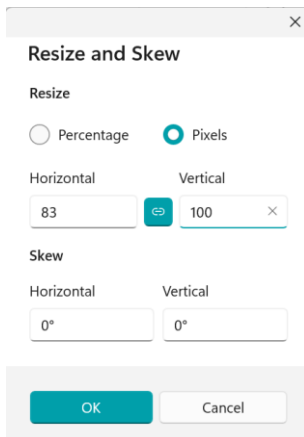 Resize and Skew
Resize
Percentage Pixels
Horizontal Vertical
83 100
Skew
Horizontal Vertical
0° 0°
OK Cancel